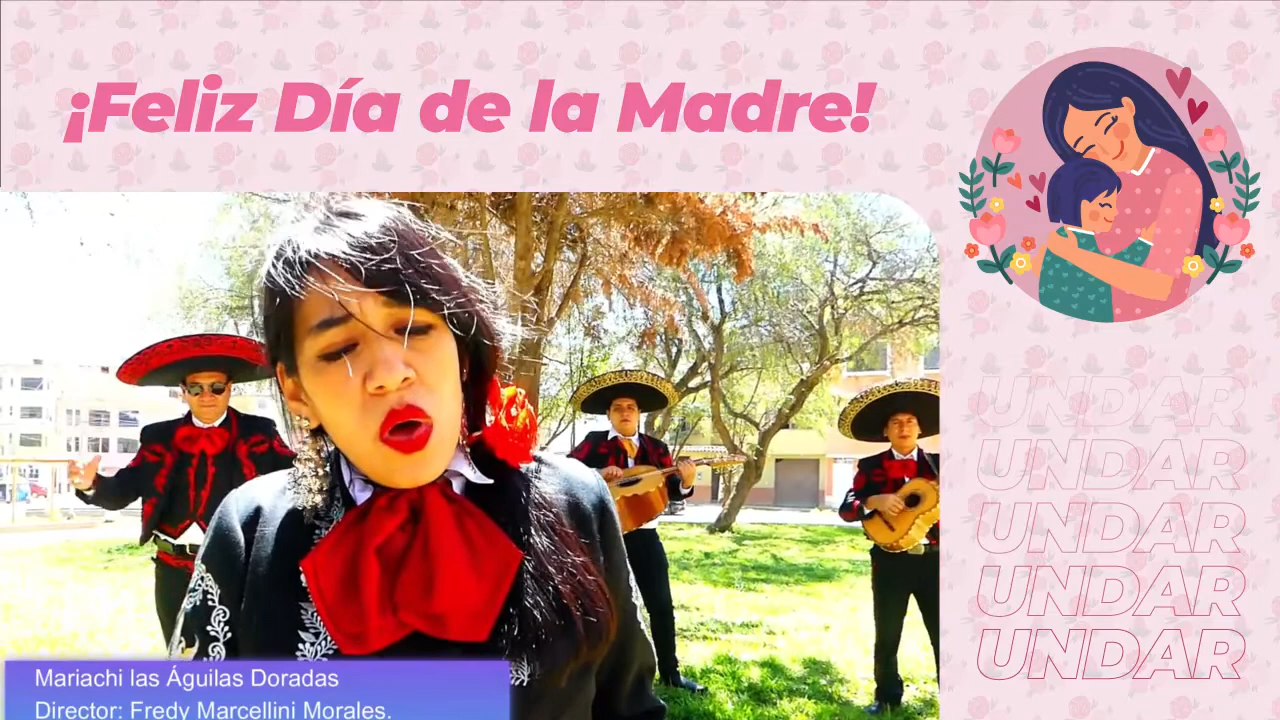 ¡Feliz Día de la Madre!
UNDAR
UNDAR
UNDAR
UNDAR
UNDAR
Mariachi las Águilas Doradas
Director: Fredy Marcellini Morales.